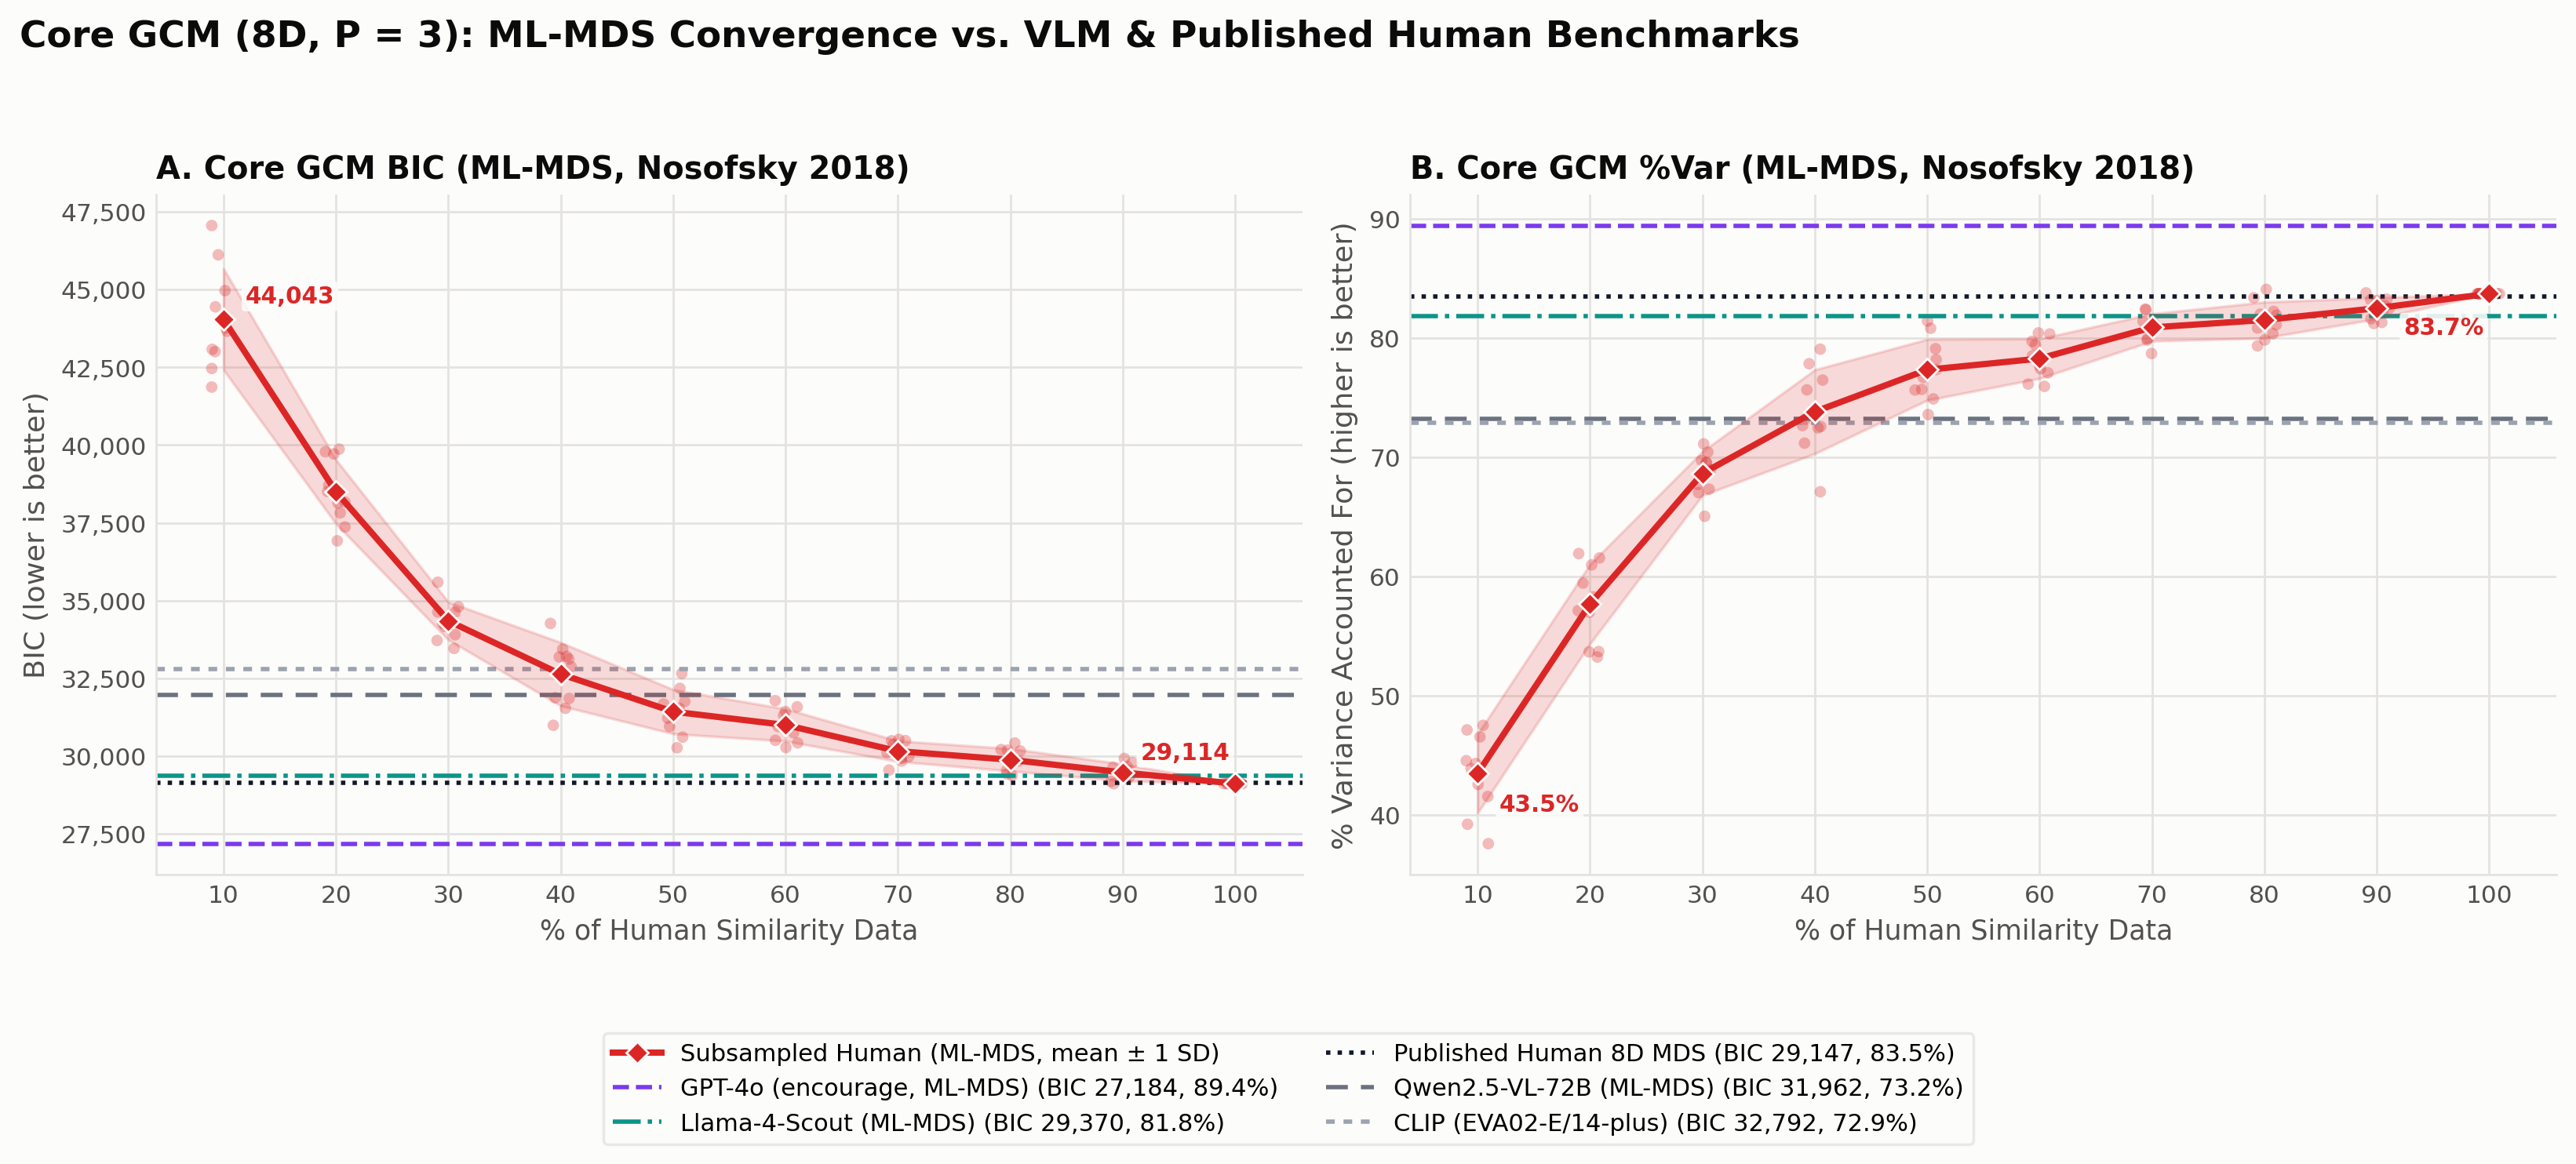 Core GCM (8D, P = 3): ML-MDS Convergence vs. VLM & Published Human Benchmarks
A. Core GCM BIC (ML-MDS, Nosofsky 2018)
BIC (lower is better)
47,500
45,000
42,500
40,000
37,500
35,000
32,500
30,000
27,500
44,043
29,114
10 20 30 40 50 60 70 80 90 100
% of Human Similarity Data
B. Core GCM %Var (ML-MDS, Nosofsky 2018)
% Variance Accounted For (higher is better)
90
80
70
60
50
40
83.7%
43.5%
10 20 30 40 50 60 70 80 90 100
% of Human Similarity Data
Subsampled Human (ML-MDS, mean ± 1 SD)
GPT-4o (encourage, ML-MDS) (BIC 27,184, 89.4%)
Llama-4-Scout (ML-MDS) (BIC 29,370, 81.8%)
Published Human 8D MDS (BIC 29,147, 83.5%)
Qwen2.5-VL-72B (ML-MDS) (BIC 31,962, 73.2%)
CLIP (EVA02-E/14-plus) (BIC 32,792, 72.9%)